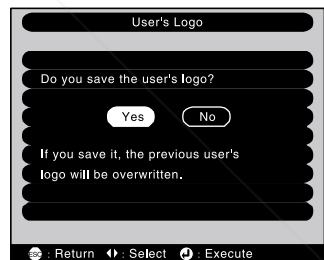 User's Logo
Do you save the user's logo?
Yes No
If you save it, the previous user's
logo will be overwritten.
ESC : Return : Select : Execute